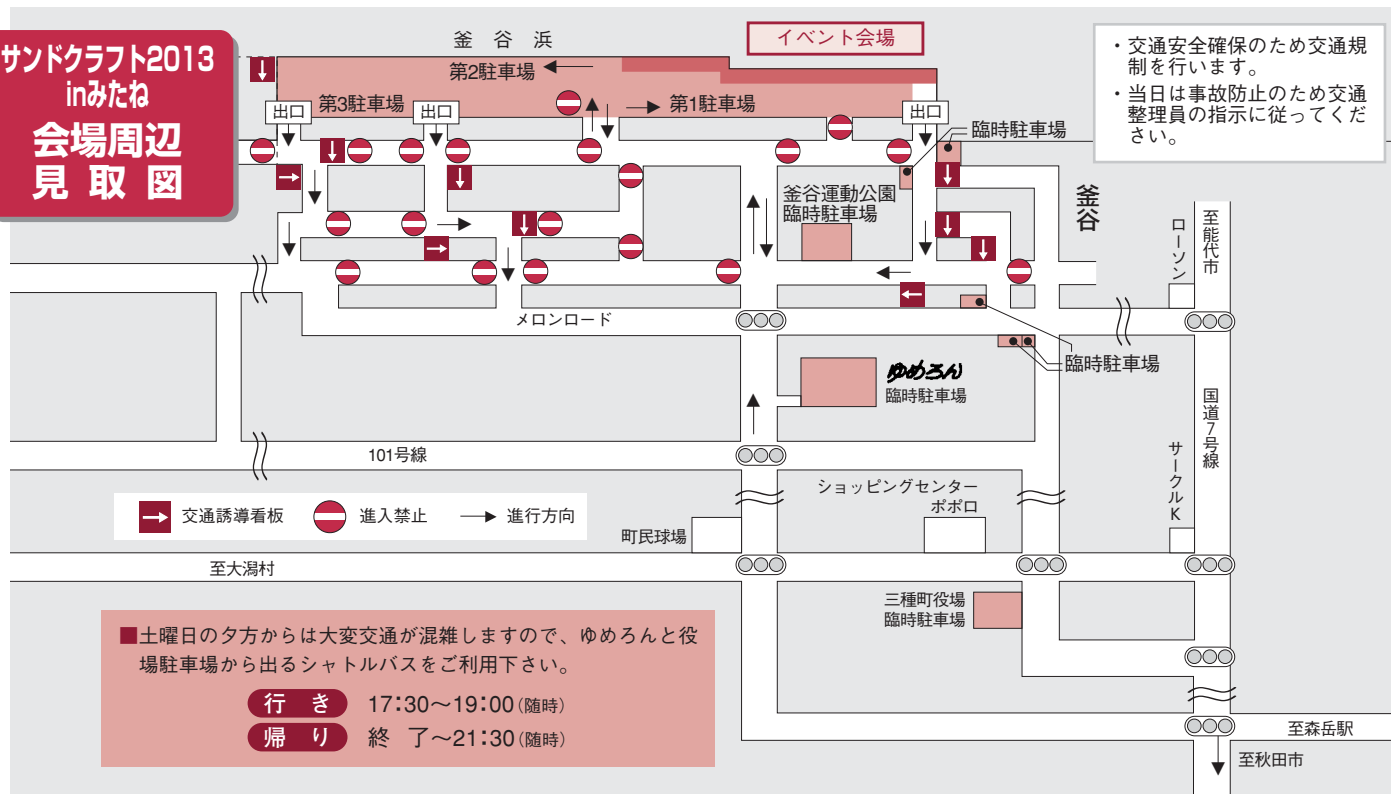 サンドクラフト2013
inみたね
会場周辺
見取図
釜谷浜
イベント会場
・交通安全確保のため交通規
制を行います。
・当日は事故防止のため交通
整理員の指示に従ってくだ
さい。
第2駐車場
第3駐車場
第1駐車場
出口
出口
出口
臨時駐車場
釜谷運動公園
臨時駐車場
釜谷
ローソン
至能代市
メロンロード
臨時駐車場
ゆめろん
臨時駐車場
国道7号線
101号線
サークルK
ショッピングセンター
ポポロ
交通誘導看板
進入禁止
進行方向
町民球場
至大潟村
三種町役場
臨時駐車場
■土曜日の夕方からは大変交通が混雑しますので、ゆめろんと役
場駐車場から出るシャトルバスをご利用下さい。
行き 17:30〜19:00(随時)
帰り 終了〜21:30(随時)
至森岳駅
至秋田市